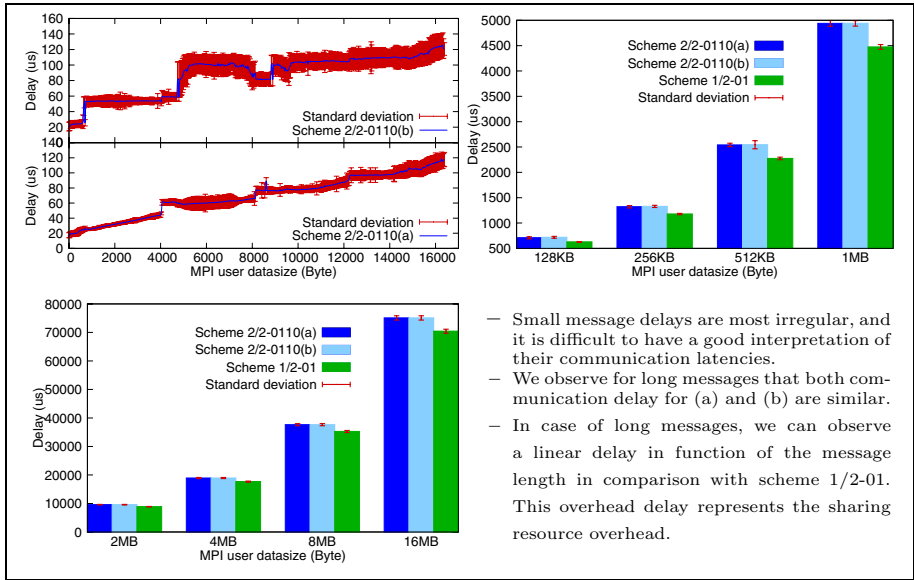 140
120
100
80
60
40
20
0
Delay (us)
Standard deviation
Scheme 2/2-0110(b)
140
120
100
80
60
40
20
0
Delay (us)
Standard deviation
Scheme 2/2-0110(a)
0 2000 4000 6000 8000 10000 12000 14000 16000
MPI user datasize (Byte)
5000
4500
4000
3500
3000
2500
2000
1500
1000
500
Delay (us)
Scheme 2/2-0110(a)
Scheme 2/2-0110(b)
Scheme 1/2-01
Standard deviation
128KB 256KB 512KB 1MB
MPI user datasize (Byte)
80000
70000
60000
50000
40000
30000
20000
10000
0
Delay (us)
Scheme 2/2-0110(a)
Scheme 2/2-0110(b)
Scheme 1/2-01
Standard deviation
2MB 4MB 8MB 16MB
MPI user datasize (Byte)
– Small message delays are most irregular, and
it is difficult to have a good interpretation of
their communication latencies.
– We observe for long messages that both com-
munication delay for (a) and (b) are similar.
– In case of long messages, we can observe
a linear delay in function of the message
length in comparison with scheme 1/2-01.
This overhead delay represents the sharing
resource overhead.